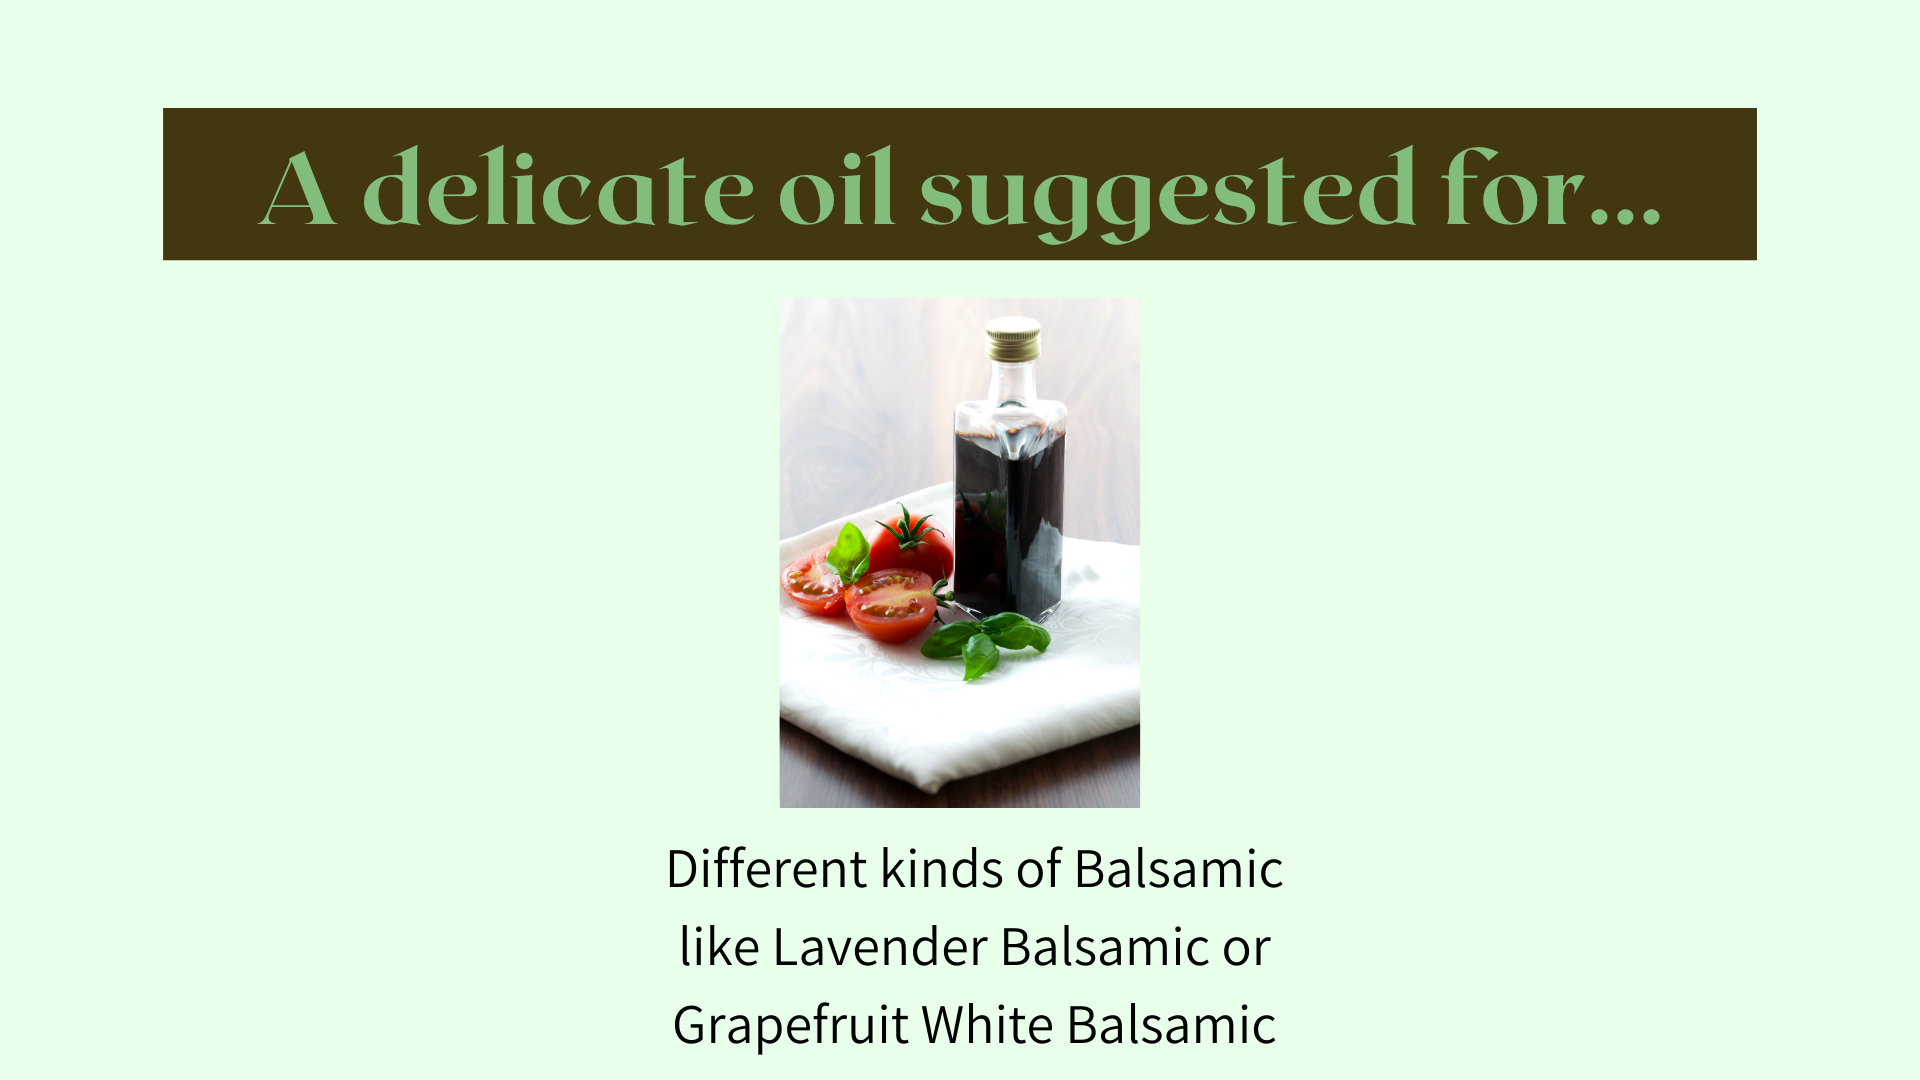 A delicate oil suggested for...
Different kinds of Balsamic
like Lavender Balsamic or
Grapefruit White Balsamic